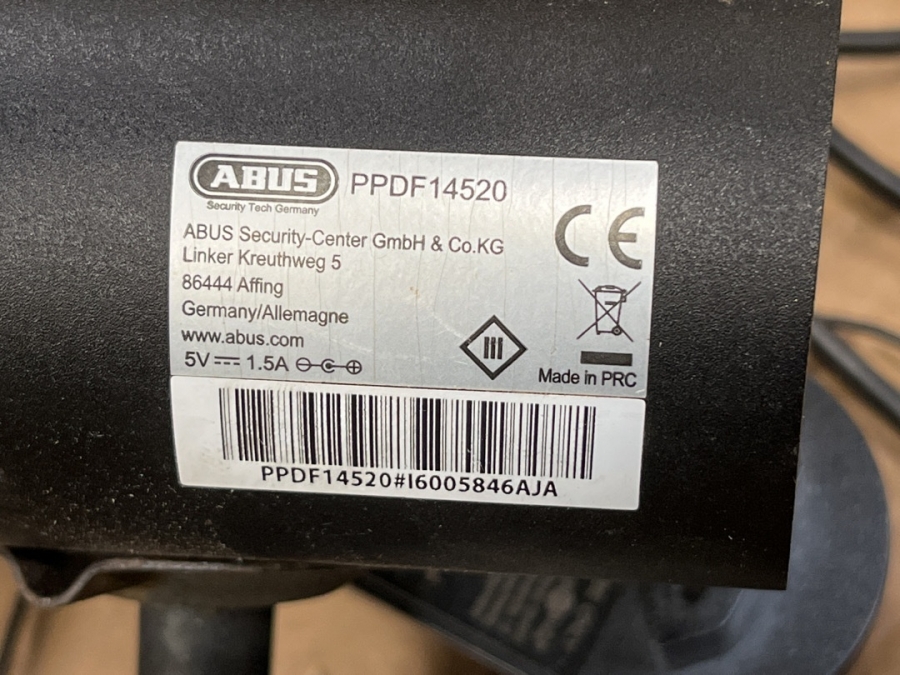 ABUS
Security Tech Germany
PPDF14520
ABUS Security-Center GmbH & Co.KG
Linker Kreuthweg 5
86444 Affing
Germany/Allemagne
www.abus.com
5V ⎓ 1.5A
CE
III
Made in PRC
PPDF14520#I6005846AJA